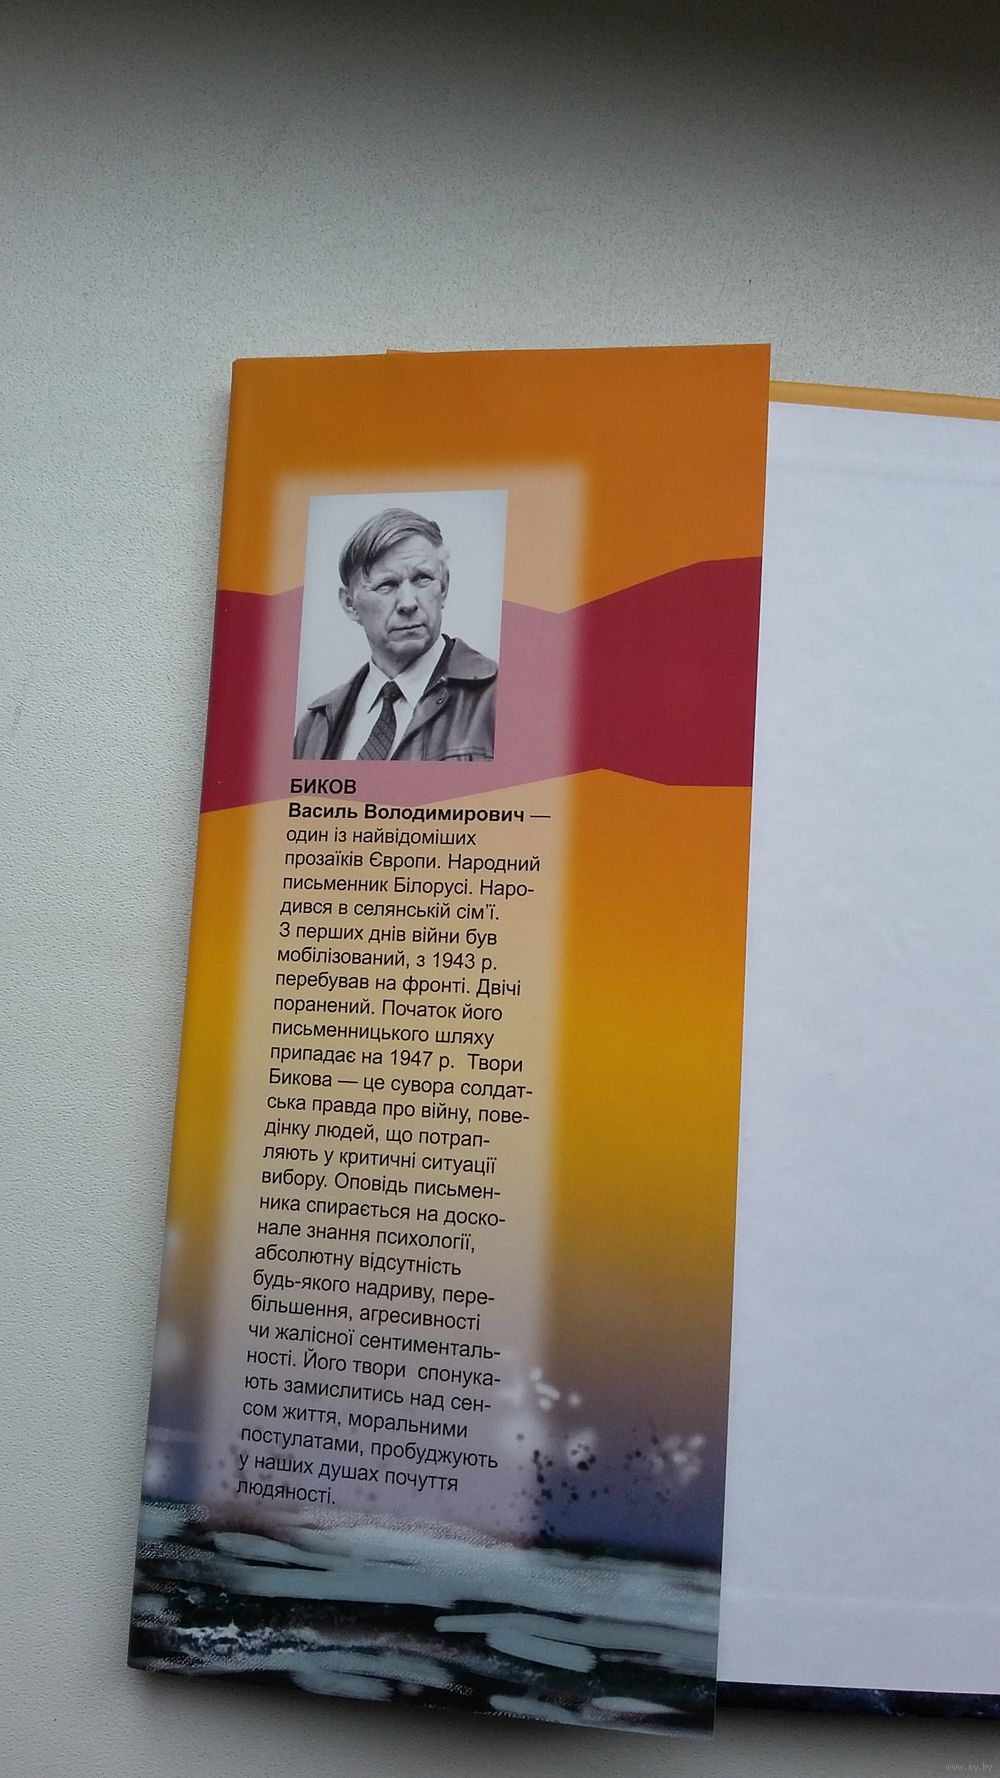 БИКОВ
Василь Володимирович —
один із найвідоміших
прозаїків Європи. Народний
письменник Білорусі. Наро-
дився в селянській сім'ї.
З перших днів війни був
мобілізований, з 1943 р.
перебував на фронті. Двічі
поранений. Початок його
письменницького шляху
припадає на 1947 р. Твори
Бикова — це сувора солдат-
ська правда про війну, пове-
дінку людей, що потрап-
ляють у критичні ситуації
вибору. Оповідь письмен-
ника спирається на доско-
нале знання психології,
абсолютну відсутність
будь-якого надриву, пере-
більшення, агресивності
чи жалісної сентименталь-
ності. Його твори спонука-
ють замислитись над сен-
сом життя, моральними
постулатами, пробуджують
у наших душах почуття
людяності.
www.ay.by